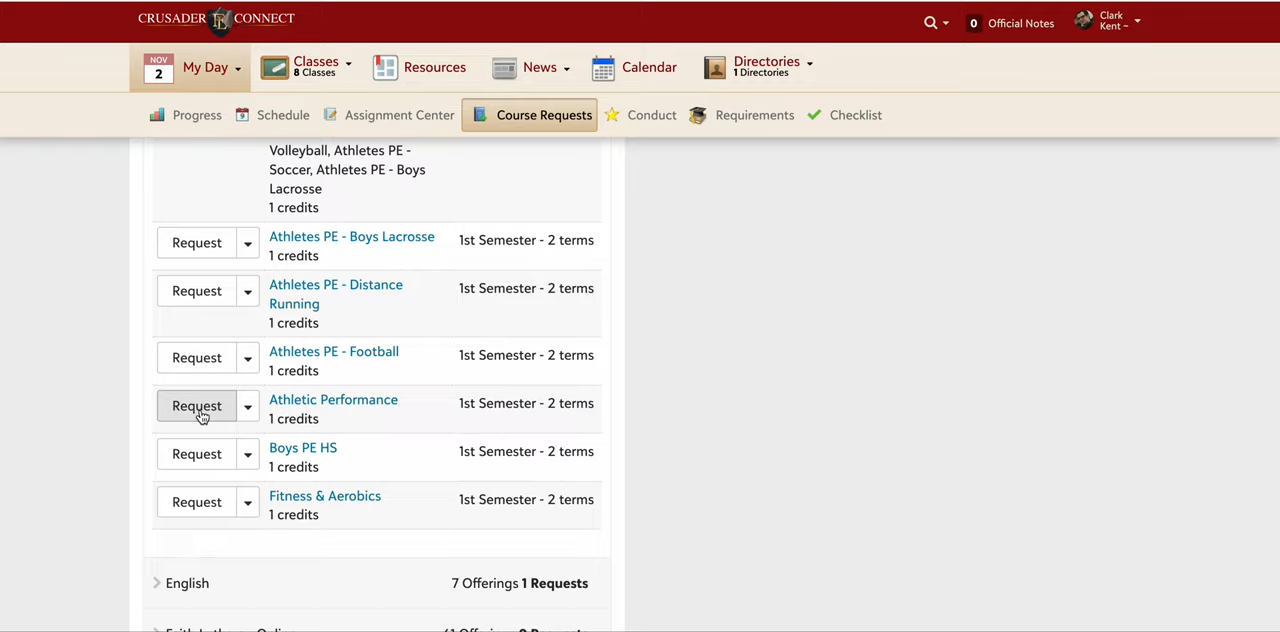 CRUSADER FL CONNECT
0 Official Notes
Clark
Kent ~
NOV
2
My Day
Classes
8 Classes
Resources
News
Calendar
Directories
1 Directories
Progress
Schedule
Assignment Center
Course Requests
Conduct
Requirements
Checklist
Volleyball, Athletes PE -
Soccer, Athletes PE - Boys
Lacrosse
1 credits
Request
Athletes PE - Boys Lacrosse
1st Semester - 2 terms
1 credits
Request
Athletes PE - Distance
Running
1st Semester - 2 terms
1 credits
Request
Athletes PE - Football
1st Semester - 2 terms
1 credits
Request
Athletic Performance
1st Semester - 2 terms
1 credits
Request
Boys PE HS
1st Semester - 2 terms
1 credits
Request
Fitness & Aerobics
1st Semester - 2 terms
1 credits
English
7 Offerings 1 Requests